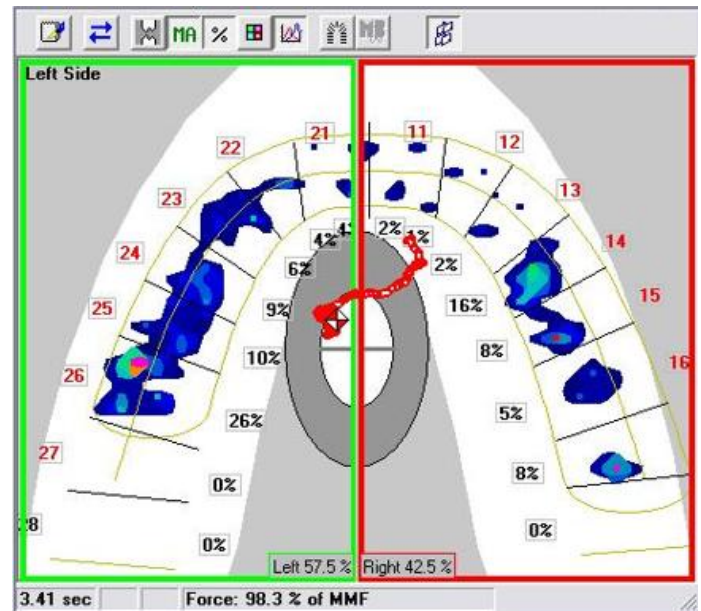 MA %
Left Side
21 11
22 12
23 13
24 14
25 15
26 16
27
28
4% 2% 1%
6% 2%
9% 16%
10% 8%
26% 5%
0% 8%
0% 0%
Left 57.5 % Right 42.5 %
3.41 sec Force: 98.3 % of MMF